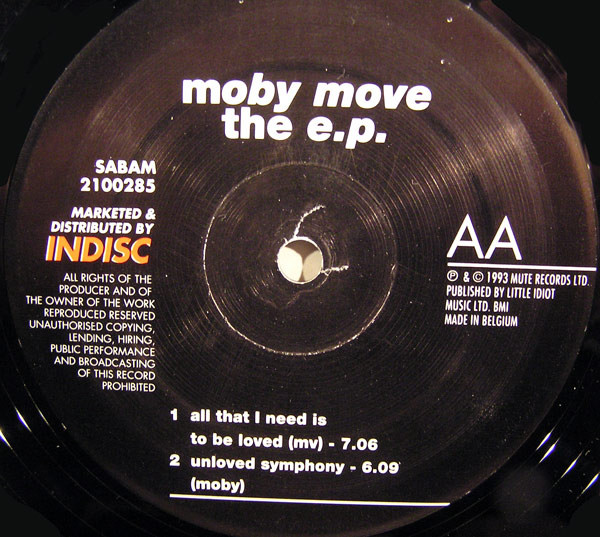 moby move
the e.p.
SABAM
2100285
MARKETED &
DISTRIBUTED BY
INDISC
ALL RIGHTS OF THE
PRODUCER AND OF
THE OWNER OF THE WORK
REPRODUCED RESERVED
UNAUTHORISED COPYING,
LENDING, HIRING,
PUBLIC PERFORMANCE
AND BROADCASTING
OF THIS RECORD
PROHIBITED
AA
℗ & © 1993 MUTE RECORDS LTD.
PUBLISHED BY LITTLE IDIOT
MUSIC LTD. BMI
MADE IN BELGIUM
1 all that I need is
to be loved (mv) - 7.06
2 unloved symphony - 6.09
(moby)